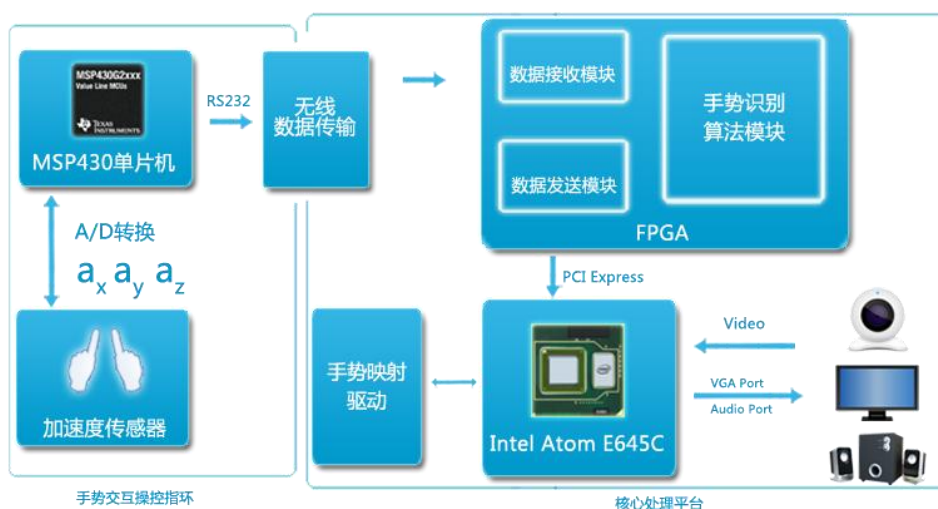 MSP430G2xxx
Value Line MCUs
TEXAS
INSTRUMENTS
MSP430单片机
RS232
无线
数据传输
数据接收模块
数据发送模块
手势识别
算法模块
FPGA
A/D转换
ax ay az
加速度传感器
手势交互操控指环
PCI Express
手势映射
驱动
Intel Atom E645C
Video
VGA Port
Audio Port
核心处理平台